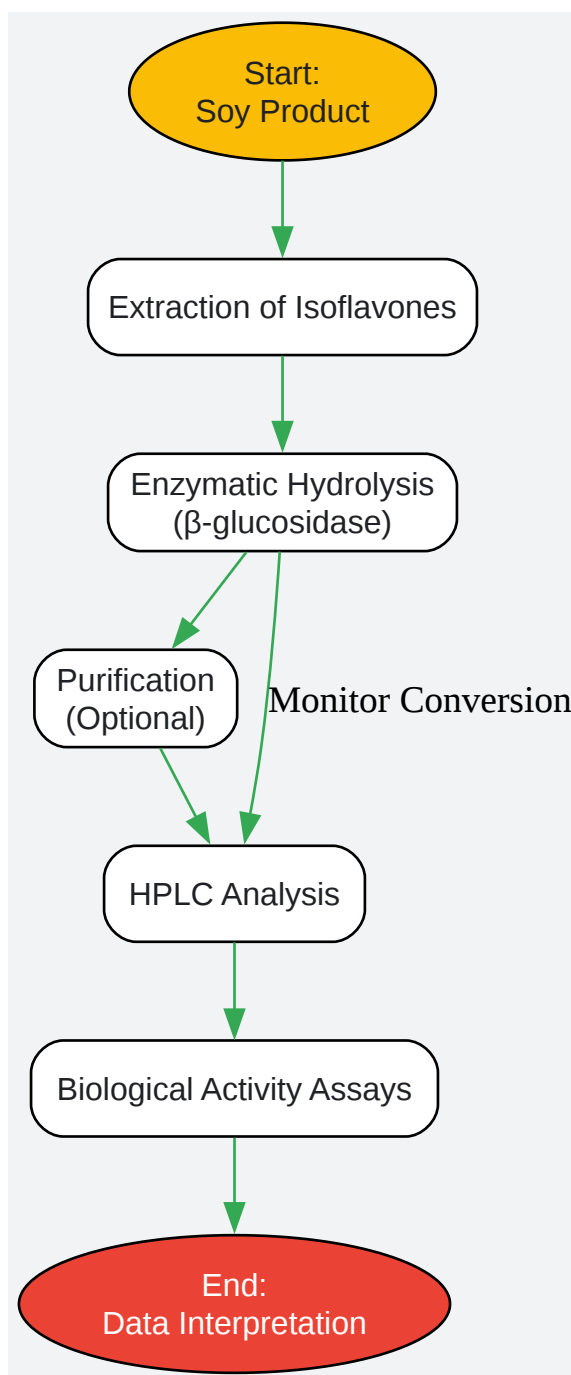 Start:
Soy Product
Extraction of Isoflavones
Enzymatic Hydrolysis
(β-glucosidase)
Purification
(Optional)
Monitor Conversion
HPLC Analysis
Biological Activity Assays
End:
Data Interpretation